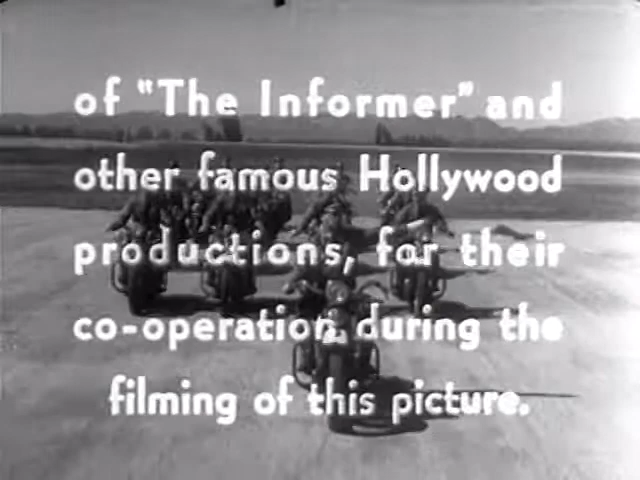 of "The Informer" and
other famous Hollywood
productions, for their
co-operation during the
filming of this picture.